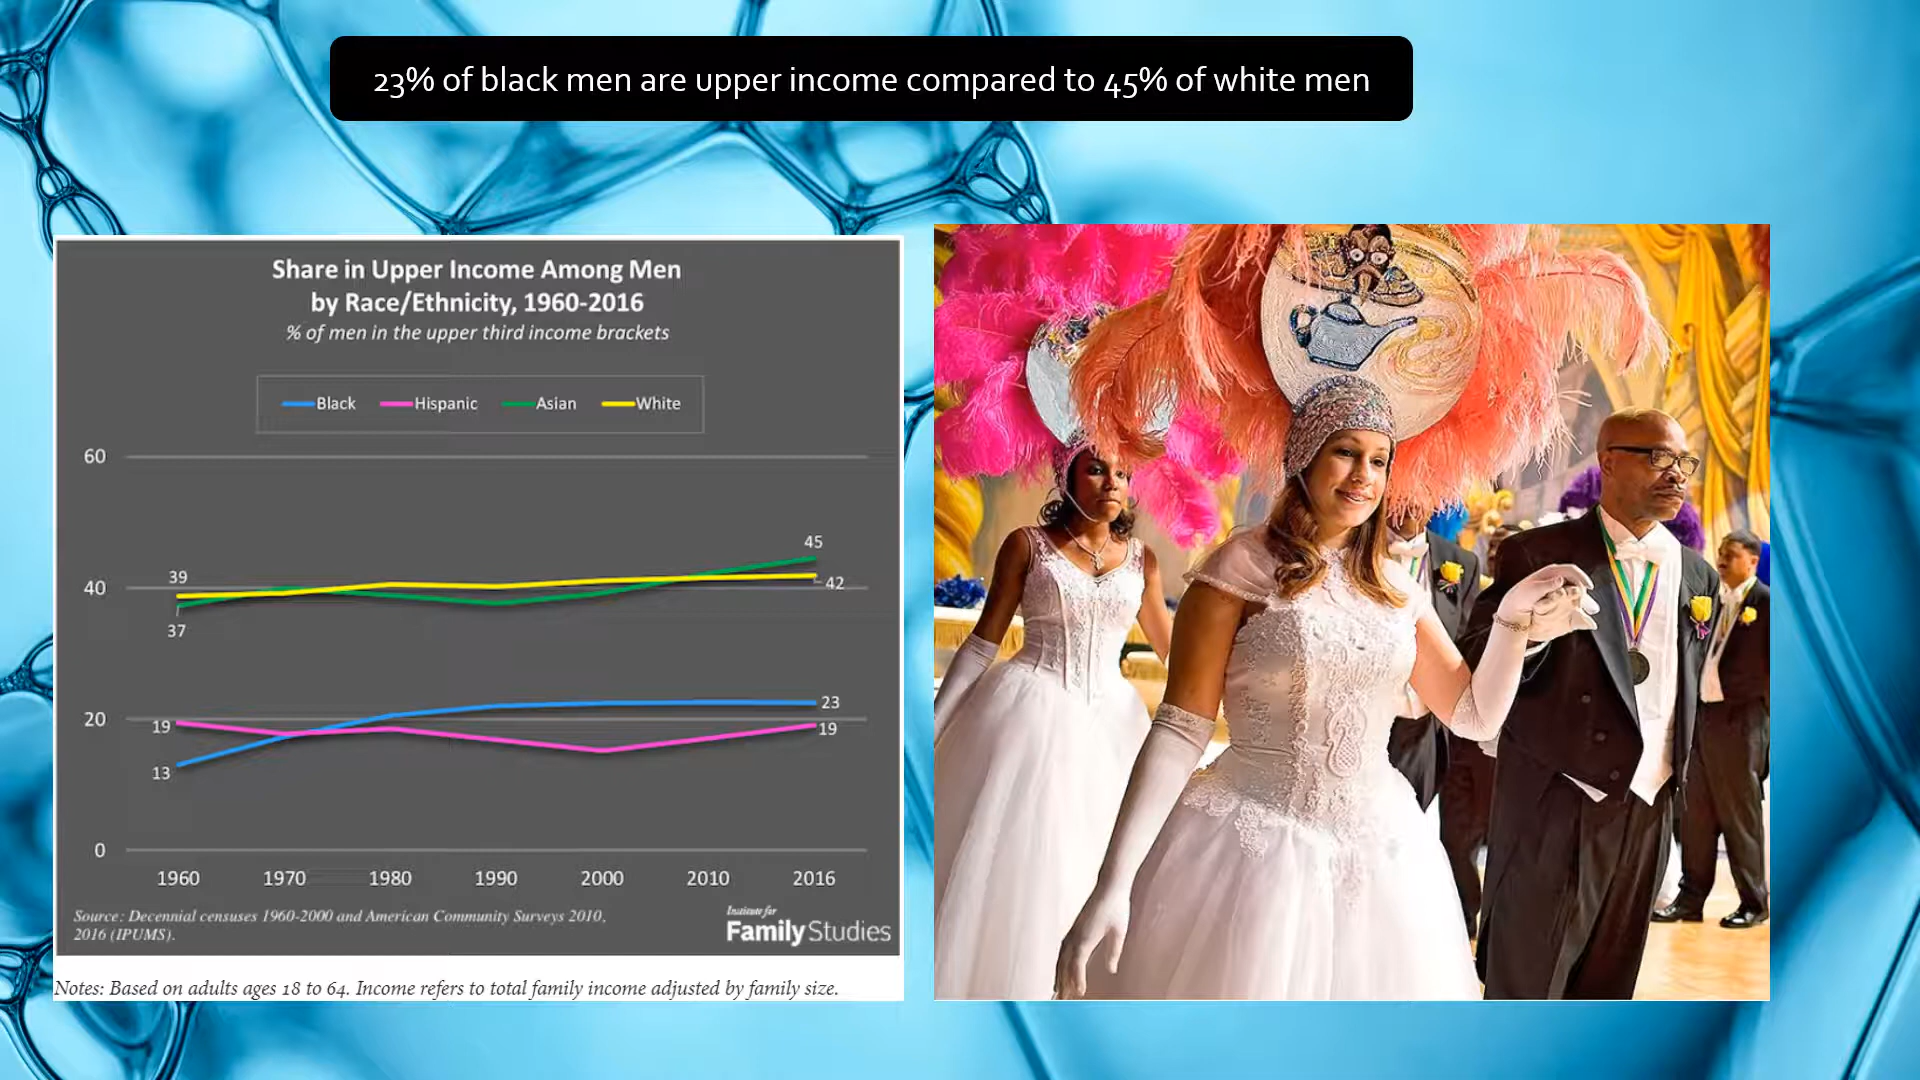 23% of black men are upper income compared to 45% of white men
Share in Upper Income Among Men
by Race/Ethnicity, 1960-2016
% of men in the upper third income brackets
Black Hispanic Asian White
60
45
39
40
42
37
23
20
19
19
13
0
1960 1970 1980 1990 2000 2010 2016
Source: Decennial censuses 1960-2000 and American Community Surveys 2010,
2016 (IPUMS).
Institute for
Family Studies
Notes: Based on adults ages 18 to 64. Income refers to total family income adjusted by family size.